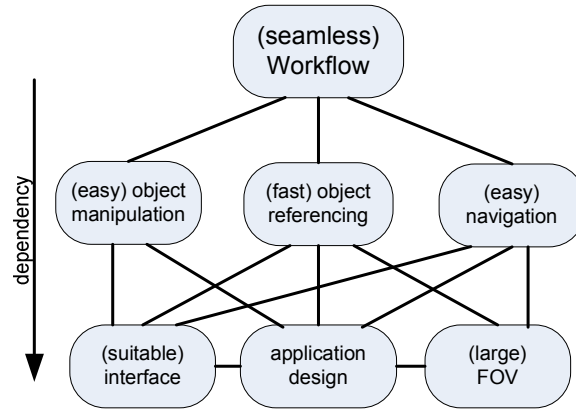 (seamless)
Workflow
dependency
(easy) object
manipulation
(fast) object
referencing
(easy)
navigation
(suitable)
interface
application
design
(large)
FOV